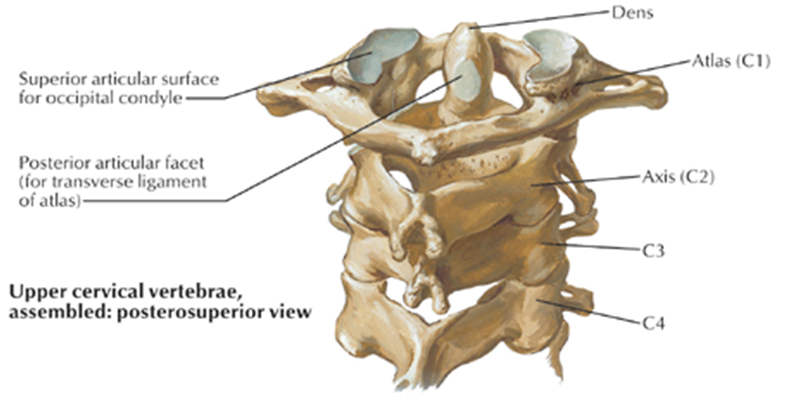 Dens
Atlas (C1)
Superior articular surface
for occipital condyle
Posterior articular facet
(for transverse ligament
of atlas)
Axis (C2)
C3
Upper cervical vertebrae,
assembled: posterosuperior view
C4